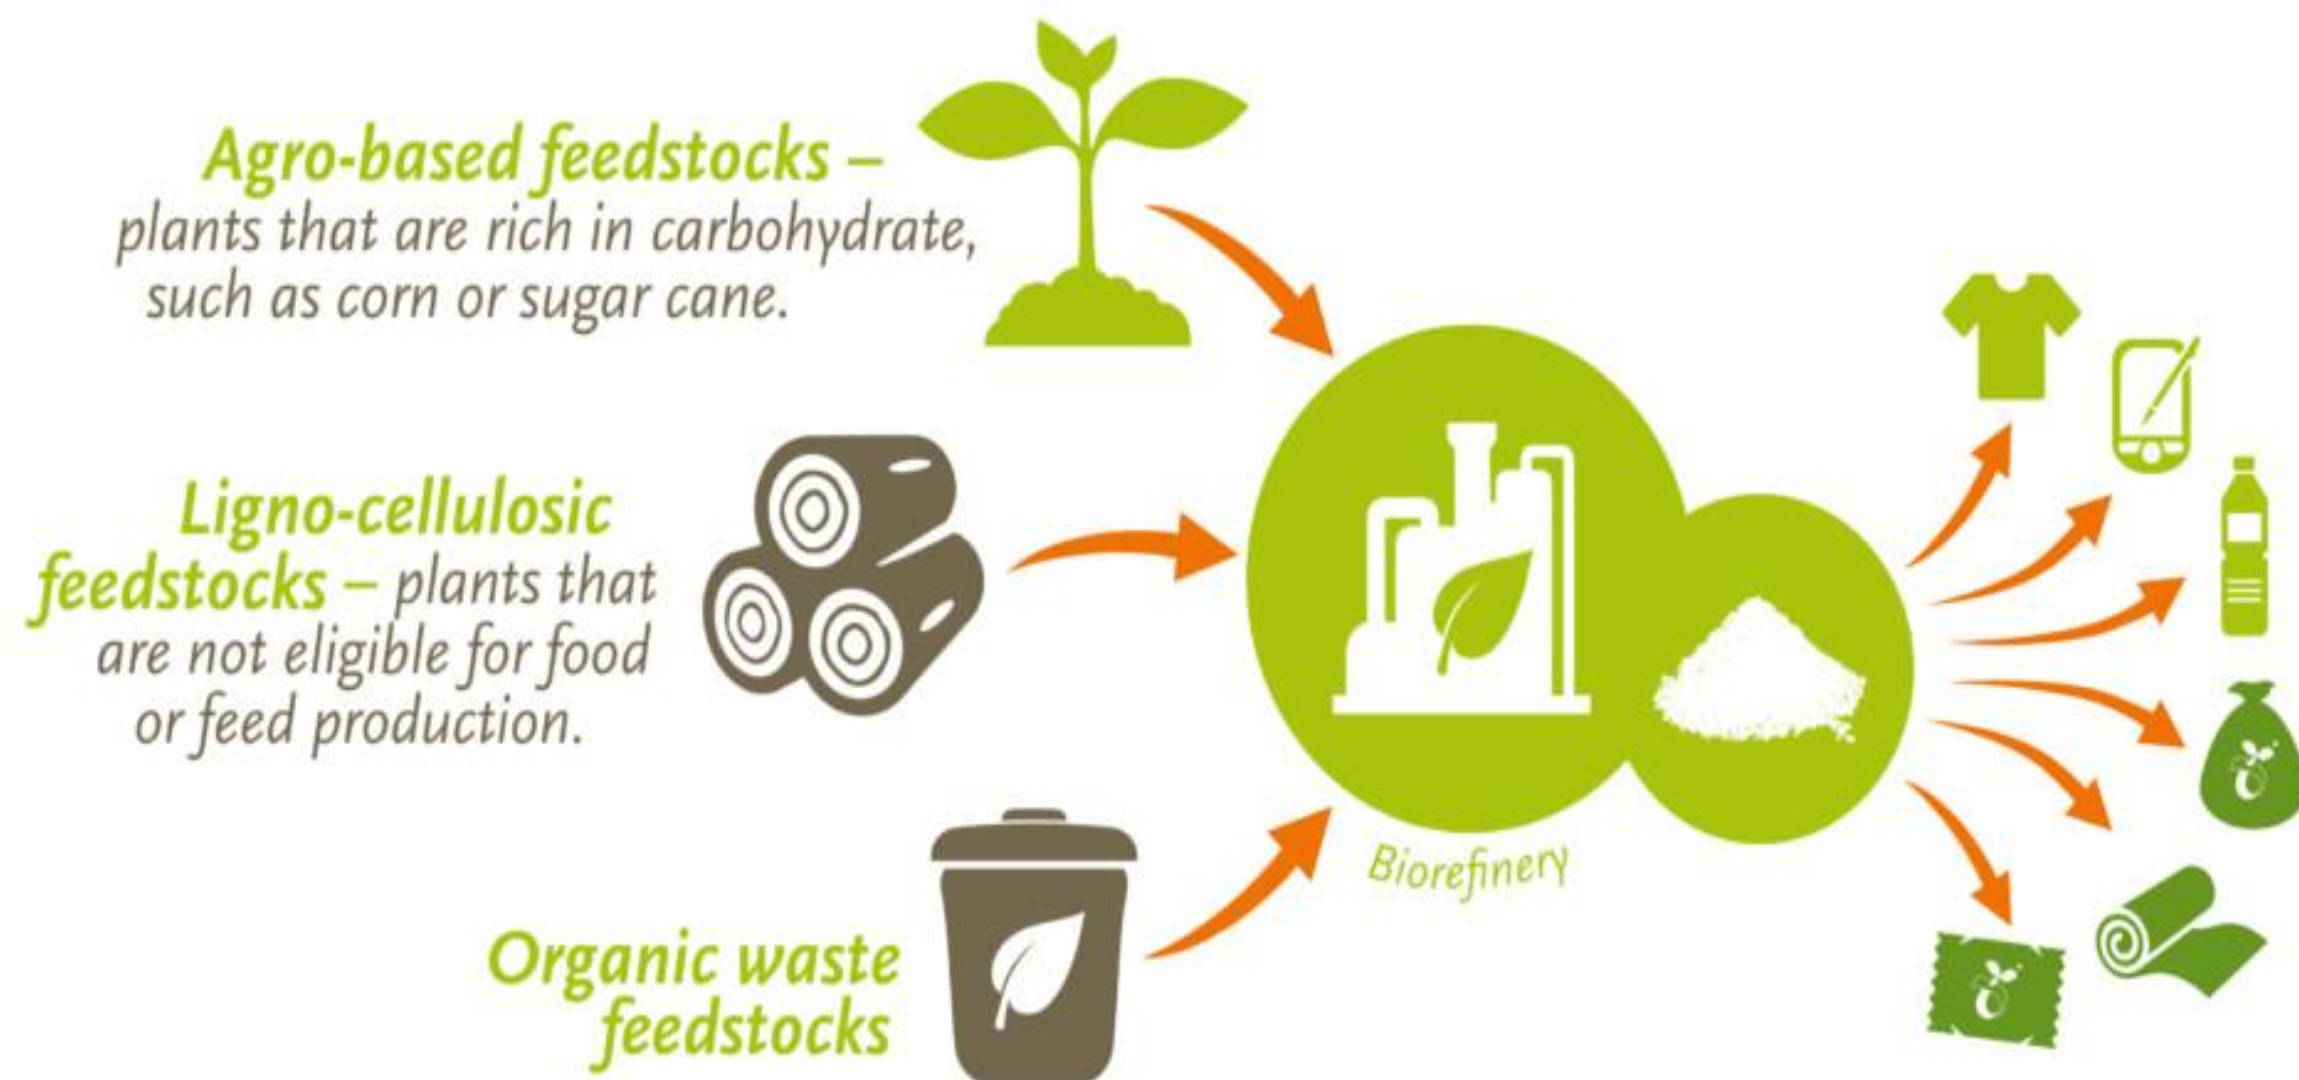 Agro-based feedstocks –
plants that are rich in carbohydrate,
such as corn or sugar cane.
Ligno-cellulosic
feedstocks – plants that
are not eligible for food
or feed production.
Organic waste
feedstocks
Biorefinery